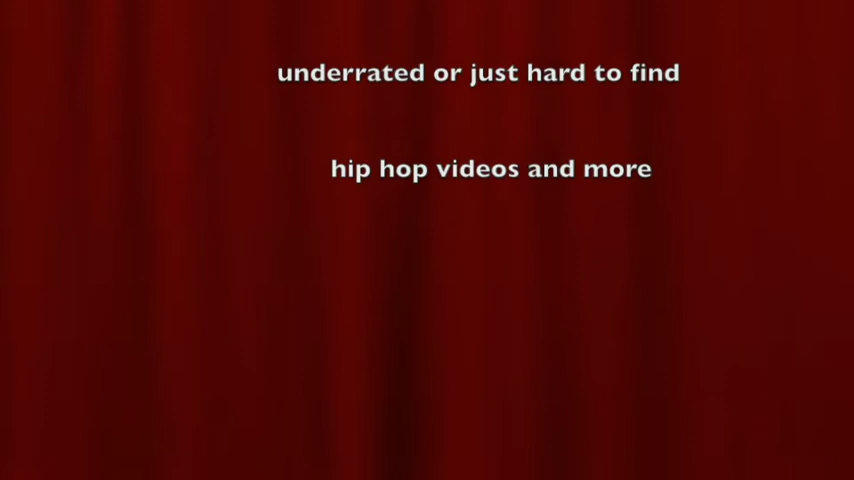 underrated or just hard to find
hip hop videos and more